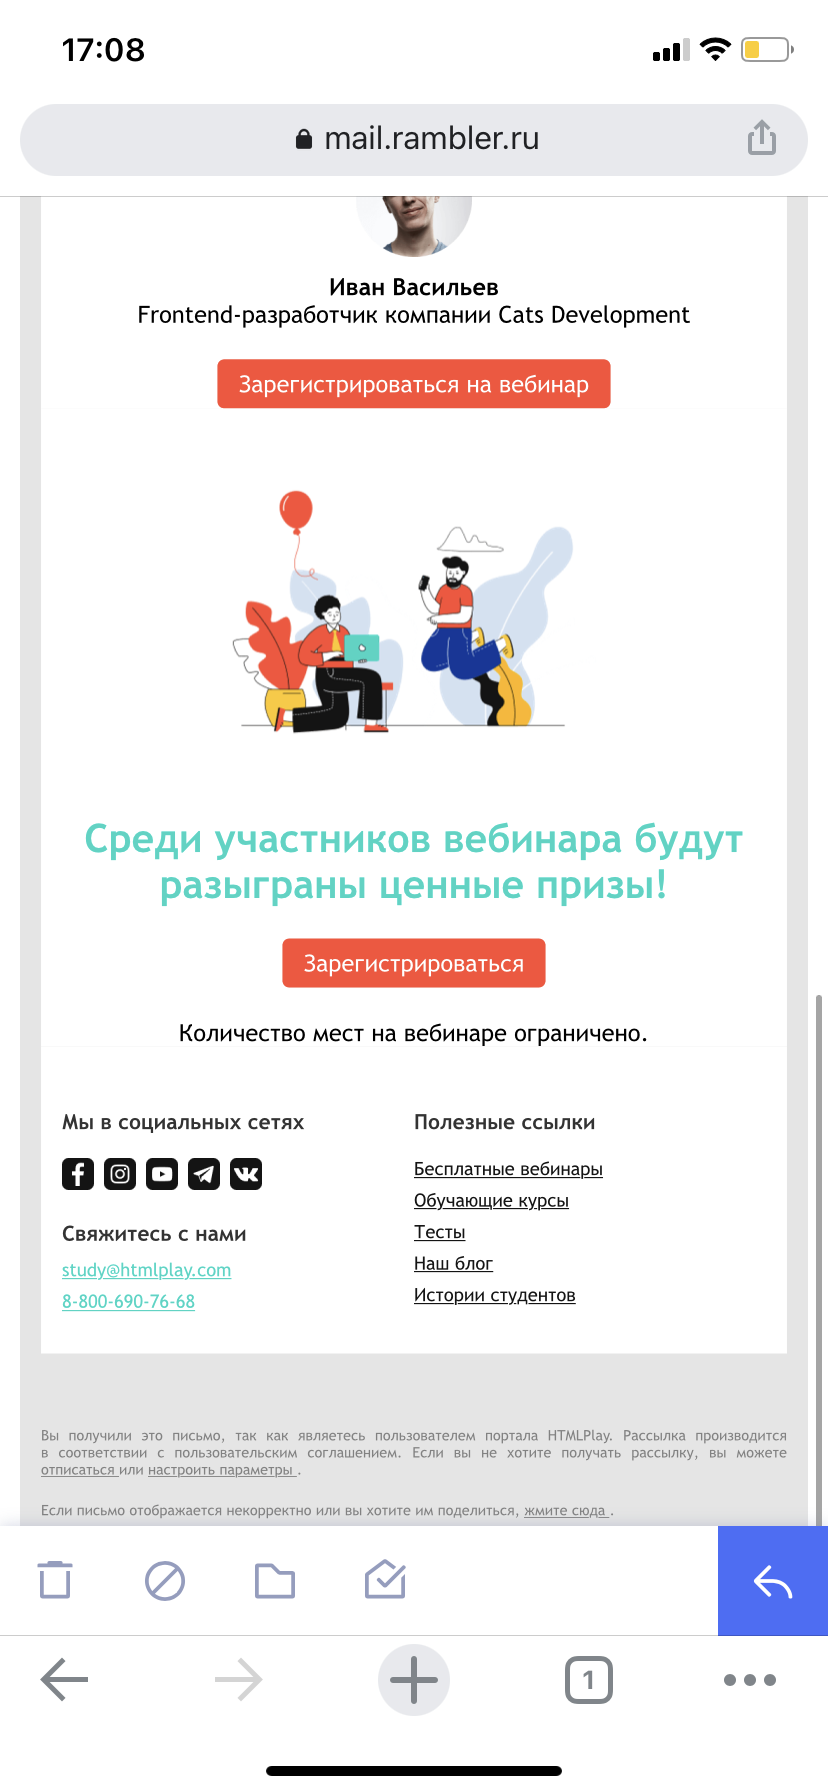 17:08
mail.rambler.ru
Иван Васильев
Frontend-разработчик компании Cats Development
Зарегистрироваться на вебинар
Среди участников вебинара будут
разыграны ценные призы!
Зарегистрироваться
Количество мест на вебинаре ограничено.
Мы в социальных сетях
Свяжитесь с нами
study@htmlplay.com
8-800-690-76-68
Полезные ссылки
Бесплатные вебинары
Обучающие курсы
Тесты
Наш блог
Истории студентов
Вы получили это письмо, так как являетесь пользователем портала HTMLPlay. Рассылка производится
в соответствии с пользовательским соглашением. Если вы не хотите получать рассылку, вы можете
отписаться или настроить параметры .
Если письмо отображается некорректно или вы хотите им поделиться, жмите сюда .
1